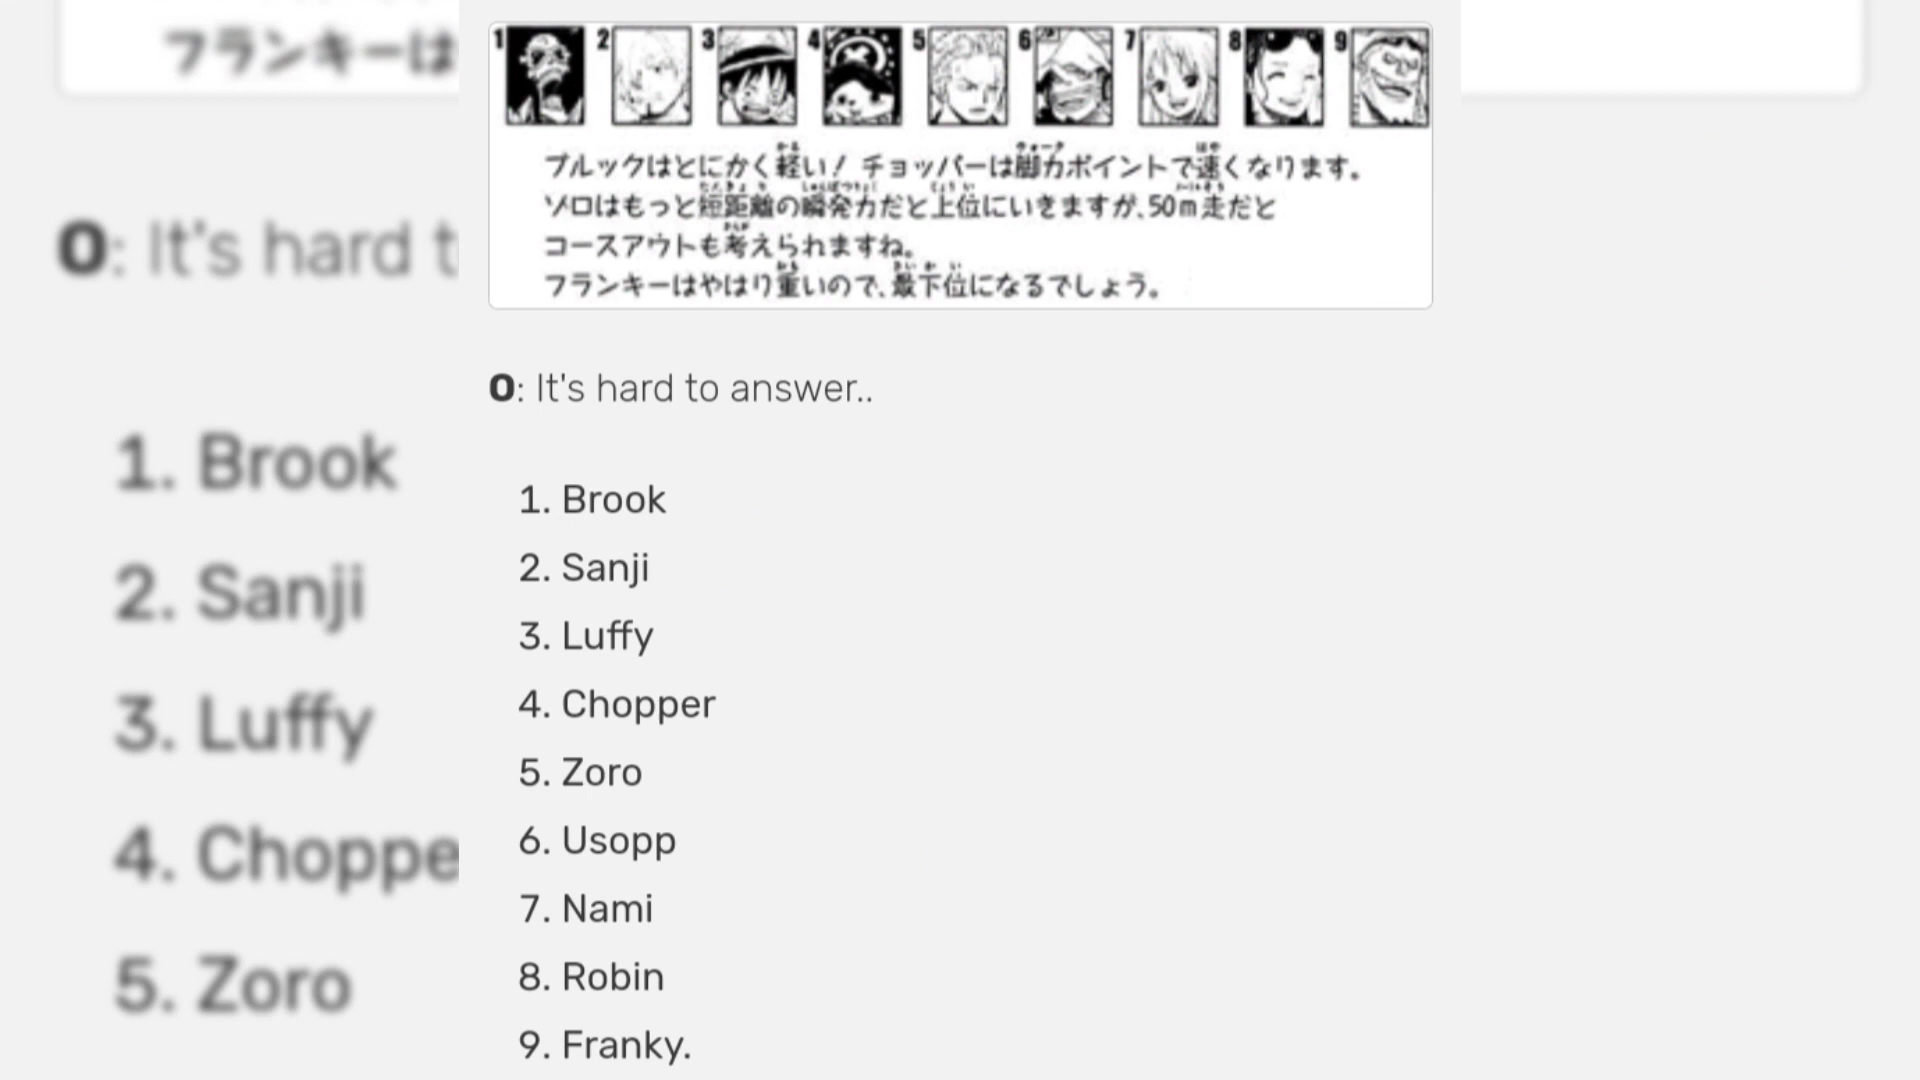 フランキーは
O: It's hard t
1. Brook
2. Sanji
3. Luffy
4. Choppe
5. Zoro
1 2 3 4 5 6 7 8 9
ブルックはとにかく軽い! チョッパーは脚力ポイントで速くなります。
ゾロはもっと短距離の瞬発力だと上位にいきますが、50m走だと
コースアウトも考えられますね。
フランキーはやはり重いので、最下位になるでしょう。
O: It's hard to answer..
1. Brook
2. Sanji
3. Luffy
4. Chopper
5. Zoro
6. Usopp
7. Nami
8. Robin
9. Franky.